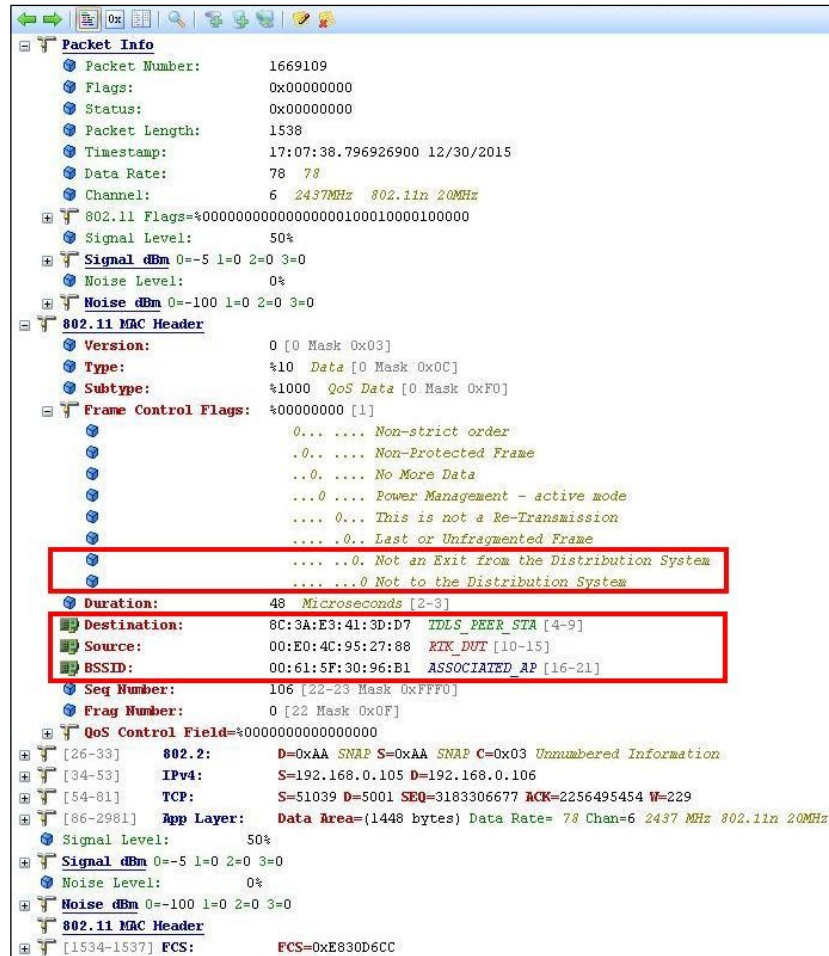 Packet Info
Packet Number: 1669109
Flags: 0x00000000
Status: 0x00000000
Packet Length: 1538
Timestamp: 17:07:38.796926900 12/30/2015
Data Rate: 78 78
Channel: 6 2437MHz 802.11n 20MHz
802.11 Flags=%00000000000000000100010000100000
Signal Level: 50%
Signal dBm 0=-5 1=0 2=0 3=0
Noise Level: 0%
Noise dBm 0=-100 1=0 2=0 3=0
802.11 MAC Header
Version: 0 [0 Mask 0x03]
Type: %10 Data [0 Mask 0x0C]
Subtype: %1000 QoS Data [0 Mask 0xF0]
Frame Control Flags: %00000000 [1]
0... .... Non-strict order
.0.. .... Non-Protected Frame
..0. .... No More Data
...0 .... Power Management - active mode
.... 0... This is not a Re-Transmission
.... .0.. Last or Unfragmented Frame
.... ..0. Not an Exit from the Distribution System
.... ...0 Not to the Distribution System
Duration: 48 Microseconds [2-3]
Destination: 8C:3A:E3:41:3D:D7 TDLS_PEER_STA [4-9]
Source: 00:E0:4C:95:27:88 RTK_DUT [10-15]
BSSID: 00:61:5F:30:96:B1 ASSOCIATED_AP [16-21]
Seq Number: 106 [22-23 Mask 0xFFF0]
Frag Number: 0 [22 Mask 0x0F]
QoS Control Field=%0000000000000000
[26-33] 802.2: D=0xAA SNAP S=0xAA SNAP C=0x03 Unnumbered Information
[34-53] IPv4: S=192.168.0.105 D=192.168.0.106
[54-81] TCP: S=51039 D=5001 SEQ=3183306677 ACK=2256495454 W=229
[86-2981] App Layer: Data Area=(1448 bytes) Data Rate= 78 Chan=6 2437 MHz 802.11n 20MHz
Signal Level: 50%
Signal dBm 0=-5 1=0 2=0 3=0
Noise Level: 0%
Noise dBm 0=-100 1=0 2=0 3=0
802.11 MAC Header
[1534-1537] FCS: FCS=0xE830D6CC